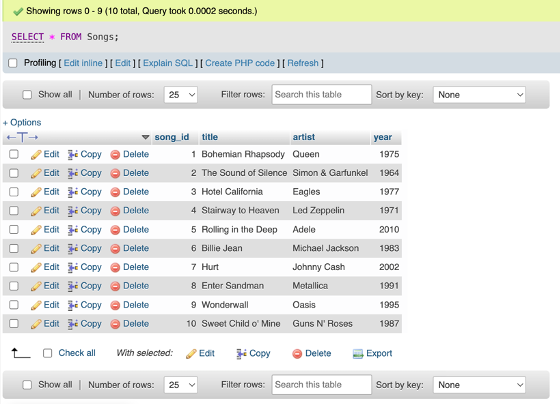 Showing rows 0 - 9 (10 total, Query took 0.0002 seconds.)
SELECT * FROM Songs;
Profiling [ Edit inline ] [ Edit ] [ Explain SQL ] [ Create PHP code ] [ Refresh ]
Show all | Number of rows: 25 Filter rows: Search this table Sort by key: None
+ Options
←T→ song_id title artist year
Edit Copy Delete 1 Bohemian Rhapsody Queen 1975
Edit Copy Delete 2 The Sound of Silence Simon & Garfunkel 1964
Edit Copy Delete 3 Hotel California Eagles 1977
Edit Copy Delete 4 Stairway to Heaven Led Zeppelin 1971
Edit Copy Delete 5 Rolling in the Deep Adele 2010
Edit Copy Delete 6 Billie Jean Michael Jackson 1983
Edit Copy Delete 7 Hurt Johnny Cash 2002
Edit Copy Delete 8 Enter Sandman Metallica 1991
Edit Copy Delete 9 Wonderwall Oasis 1995
Edit Copy Delete 10 Sweet Child o' Mine Guns N' Roses 1987
Check all With selected: Edit Copy Delete Export
Show all | Number of rows: 25 Filter rows: Search this table Sort by key: None